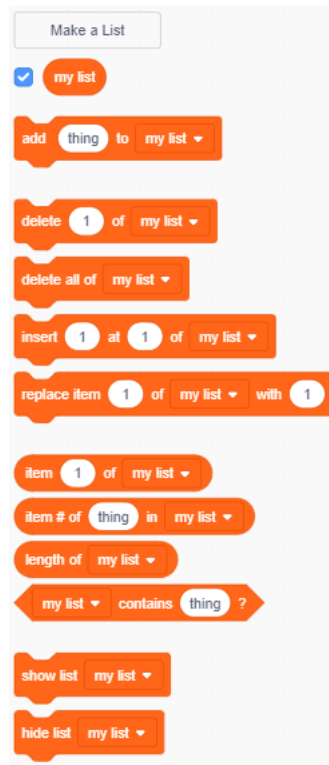 Make a List
my list
add thing to my list
delete 1 of my list
delete all of my list
insert 1 at 1 of my list
replace item 1 of my list with 1
item 1 of my list
item # of thing in my list
length of my list
my list contains thing ?
show list my list
hide list my list